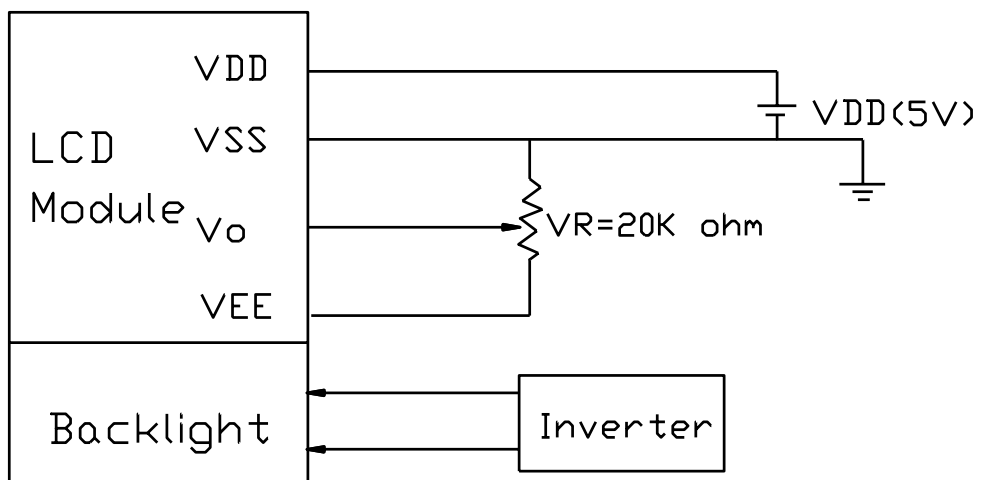 VDD
VDD(5V)
VSS
LCD
Module
Vo
VR=20K ohm
VEE
Backlight
Inverter